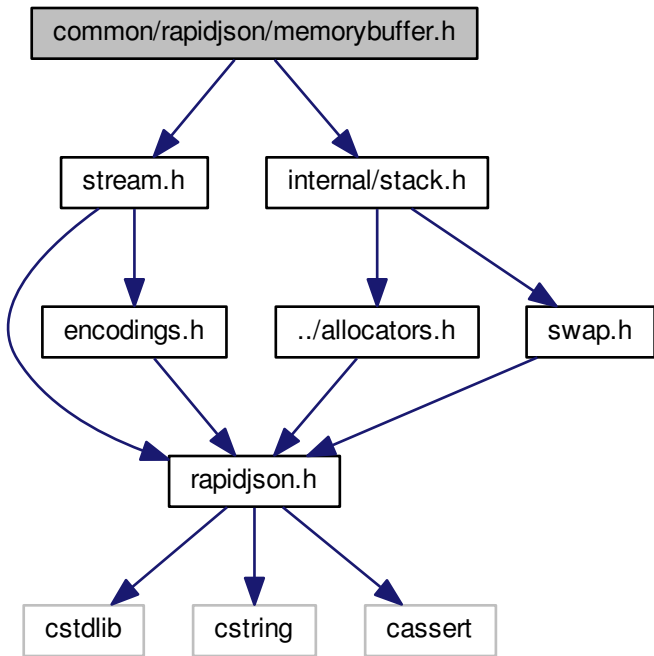 common/rapidjson/memorybuffer.h
stream.h
internal/stack.h
encodings.h
../allocators.h
swap.h
rapidjson.h
cstdlib
cstring
cassert